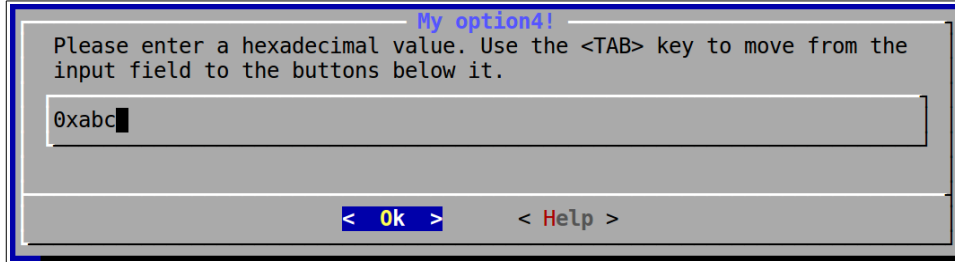 My option4!
Please enter a hexadecimal value. Use the <TAB> key to move from the
input field to the buttons below it.
0xabc
< Ok > < Help >